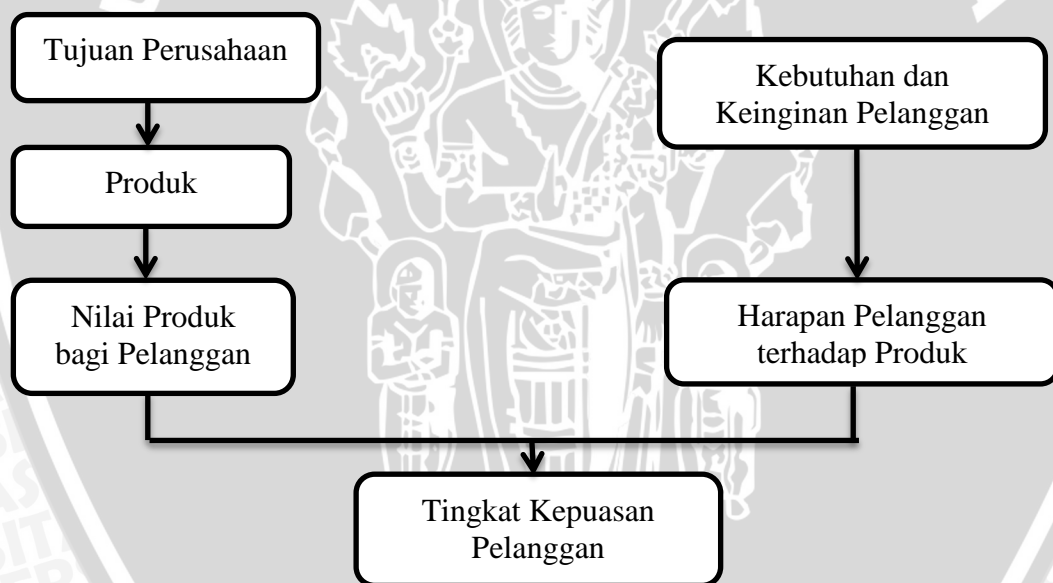 Tujuan Perusahaan
Produk
Nilai Produk
bagi Pelanggan
Kebutuhan dan
Keinginan Pelanggan
Harapan Pelanggan
terhadap Produk
Tingkat Kepuasan
Pelanggan